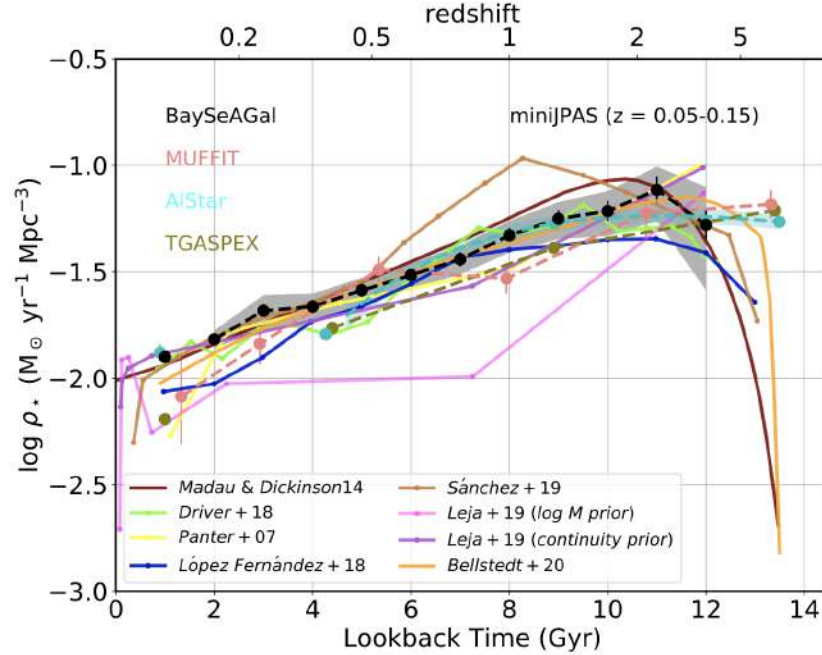 redshift
0.2 0.5 1 2 5
−0.5
−1.0
−1.5
−2.0
−2.5
−3.0
log ρ⋆ (M⊙ yr⁻¹ Mpc⁻³)
BaySeAGal
miniJPAS (z = 0.05-0.15)
MUFFIT
AlStar
TGASPEX
Madau & Dickinson14
Driver + 18
Panter + 07
López Fernández + 18
Sánchez + 19
Leja + 19 (log M prior)
Leja + 19 (continuity prior)
Bellstedt + 20
0 2 4 6 8 10 12 14
Lookback Time (Gyr)